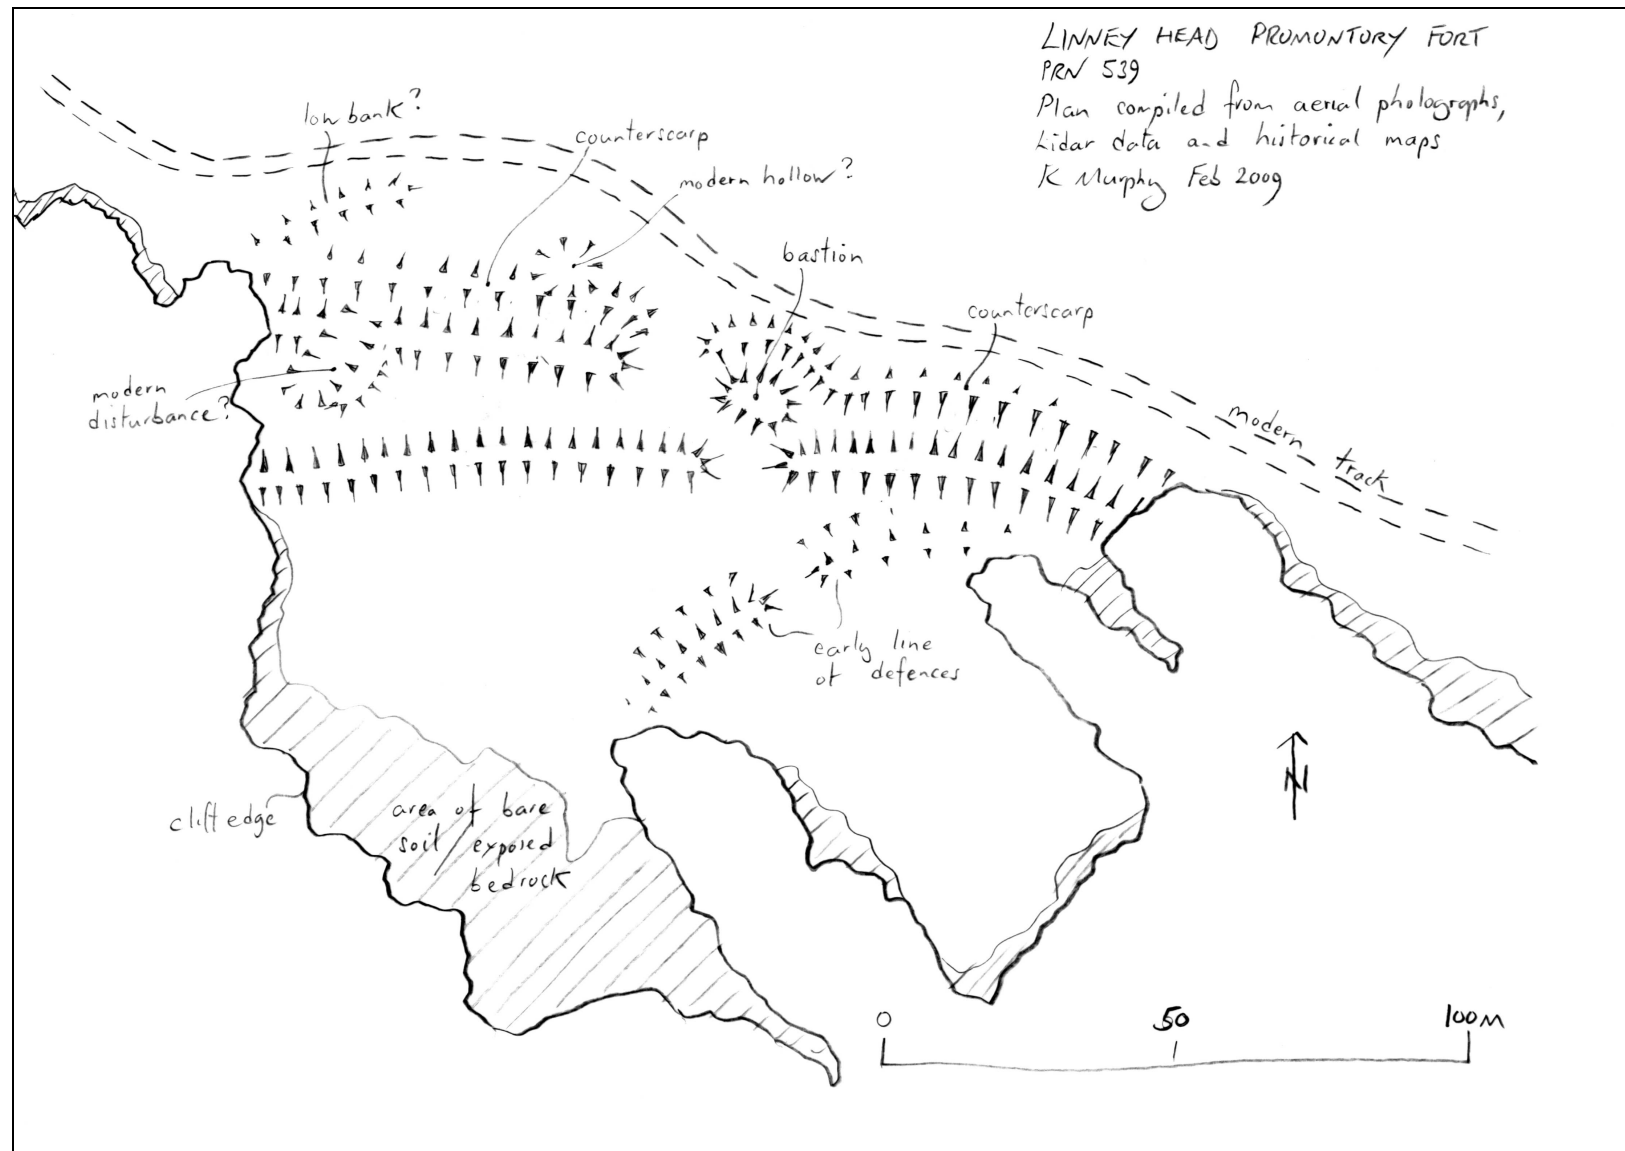 LINNEY HEAD PROMONTORY FORT
PRN 539
Plan compiled from aerial photographs,
Lidar data and historical maps
K Murphy Feb 2009
low bank?
counterscarp
modern hollow?
bastion
counterscarp
modern
disturbance?
modern track
early line
of defences
cliff edge
area of bare
soil / exposed
bedrock
N
0 50 100M